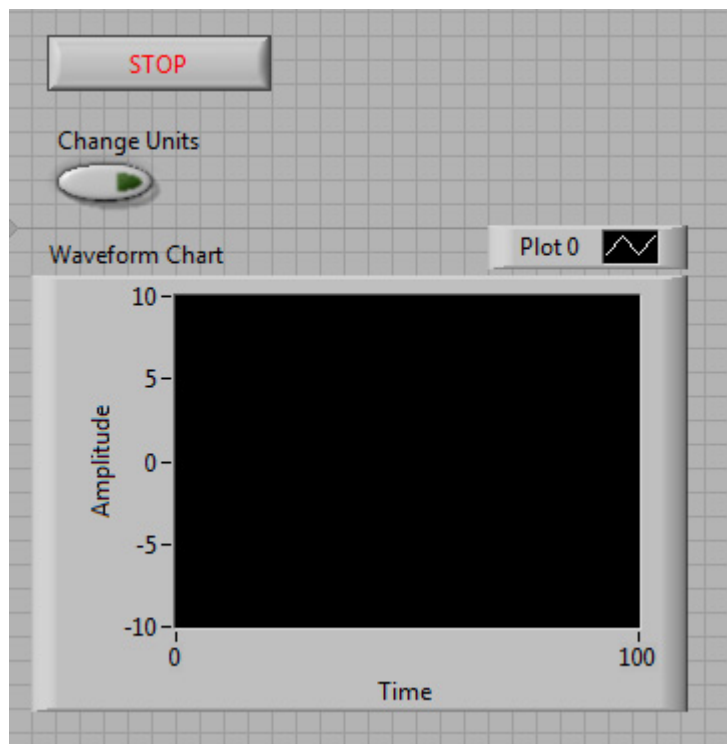 STOP
Change Units
Waveform Chart
Plot 0
10
5
0
-5
-10
Amplitude
0
100
Time